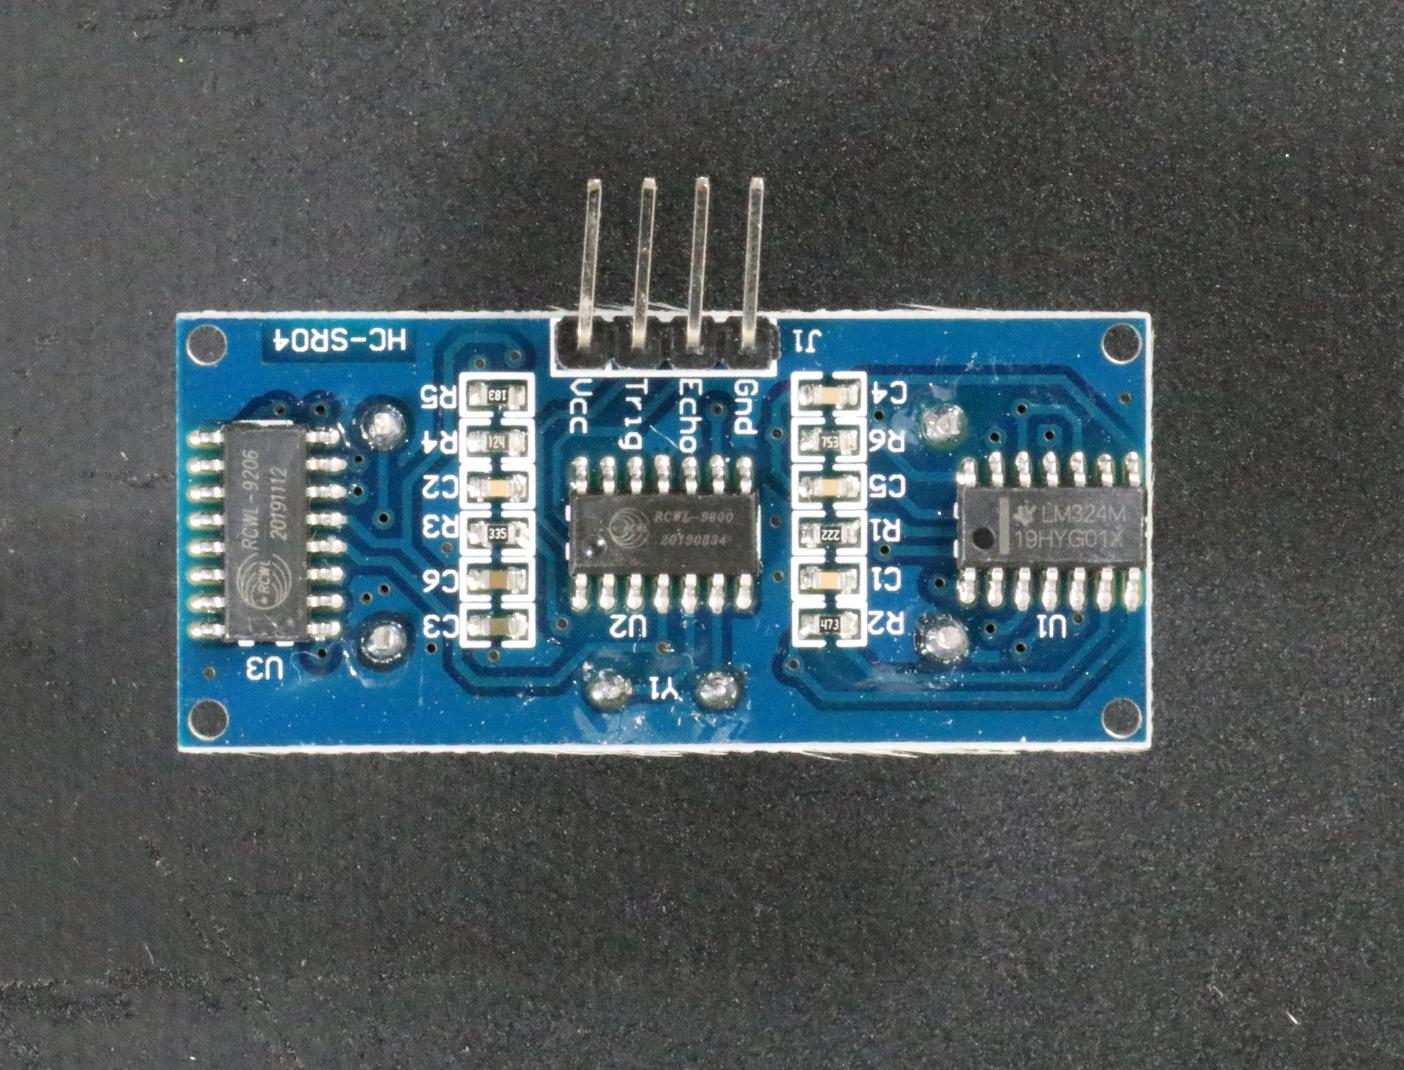 HC-SR04
J1
Vcc
Trig
Echo
Gnd
R5
183
R4
124
C2
R3
335
C6
C3
C4
R6
753
C5
R1
222
C1
R2
473
RCWL
RCWL-9206
20191112
U3
RCWL-9600
20190834
U2
Y1
LM324M
19HYG01X
U1